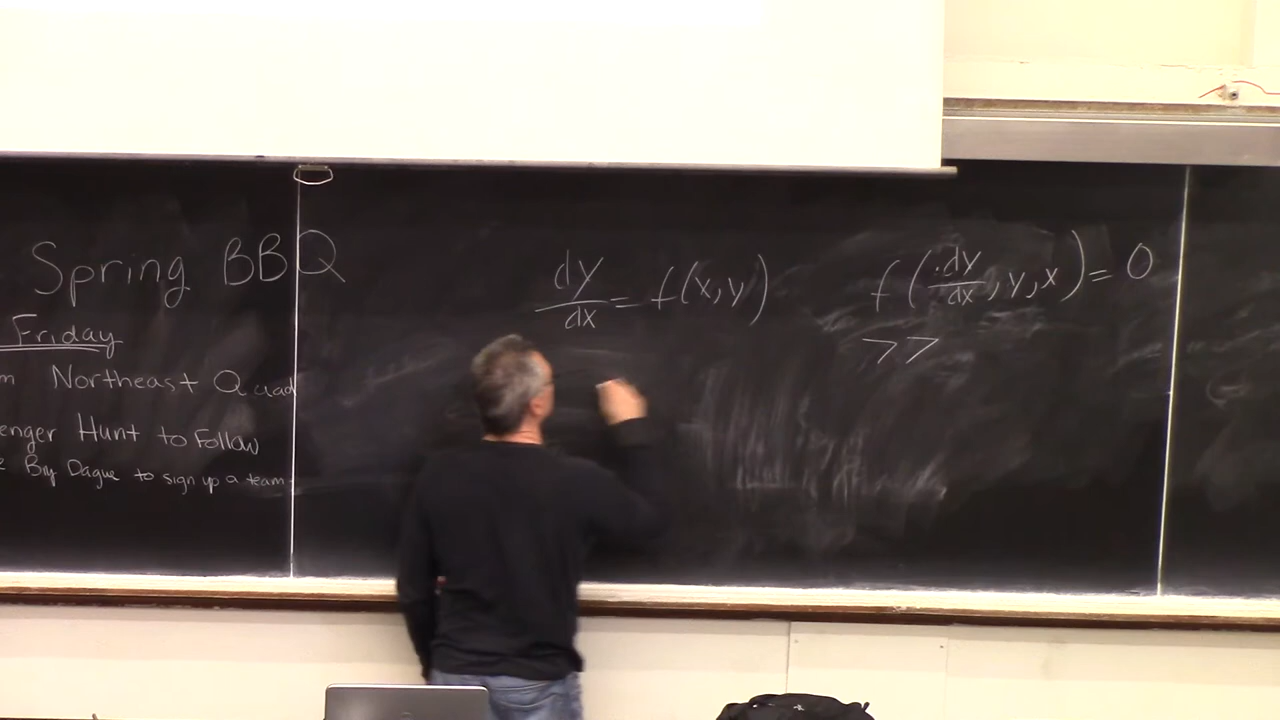 Spring BBQ
Friday
m Northeast Quad
enger Hunt to Follow
e By Dague to sign up a team
dy/dx = f(x,y)
f(dy/dx, y, x) = 0
>>